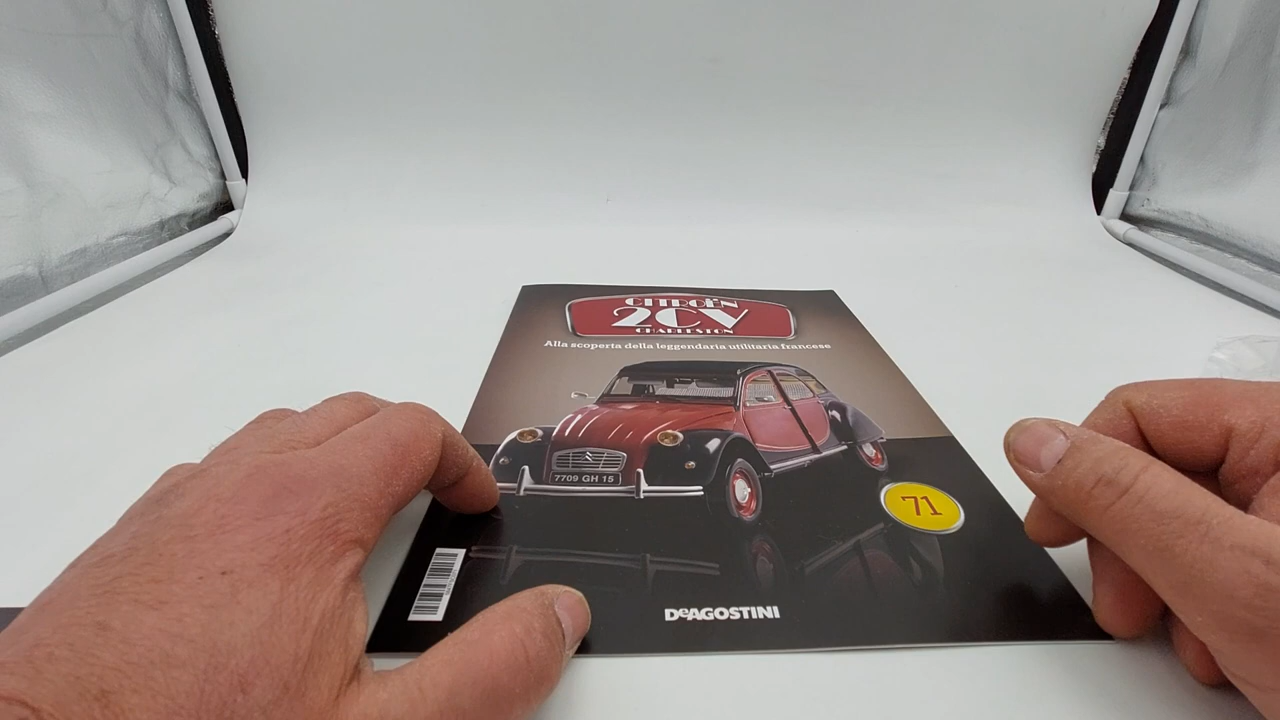 CITROËN
2CV
CHARLESTON
Alla scoperta della leggendaria utilitaria francese
7709 GH 15
71
DeAGOSTINI